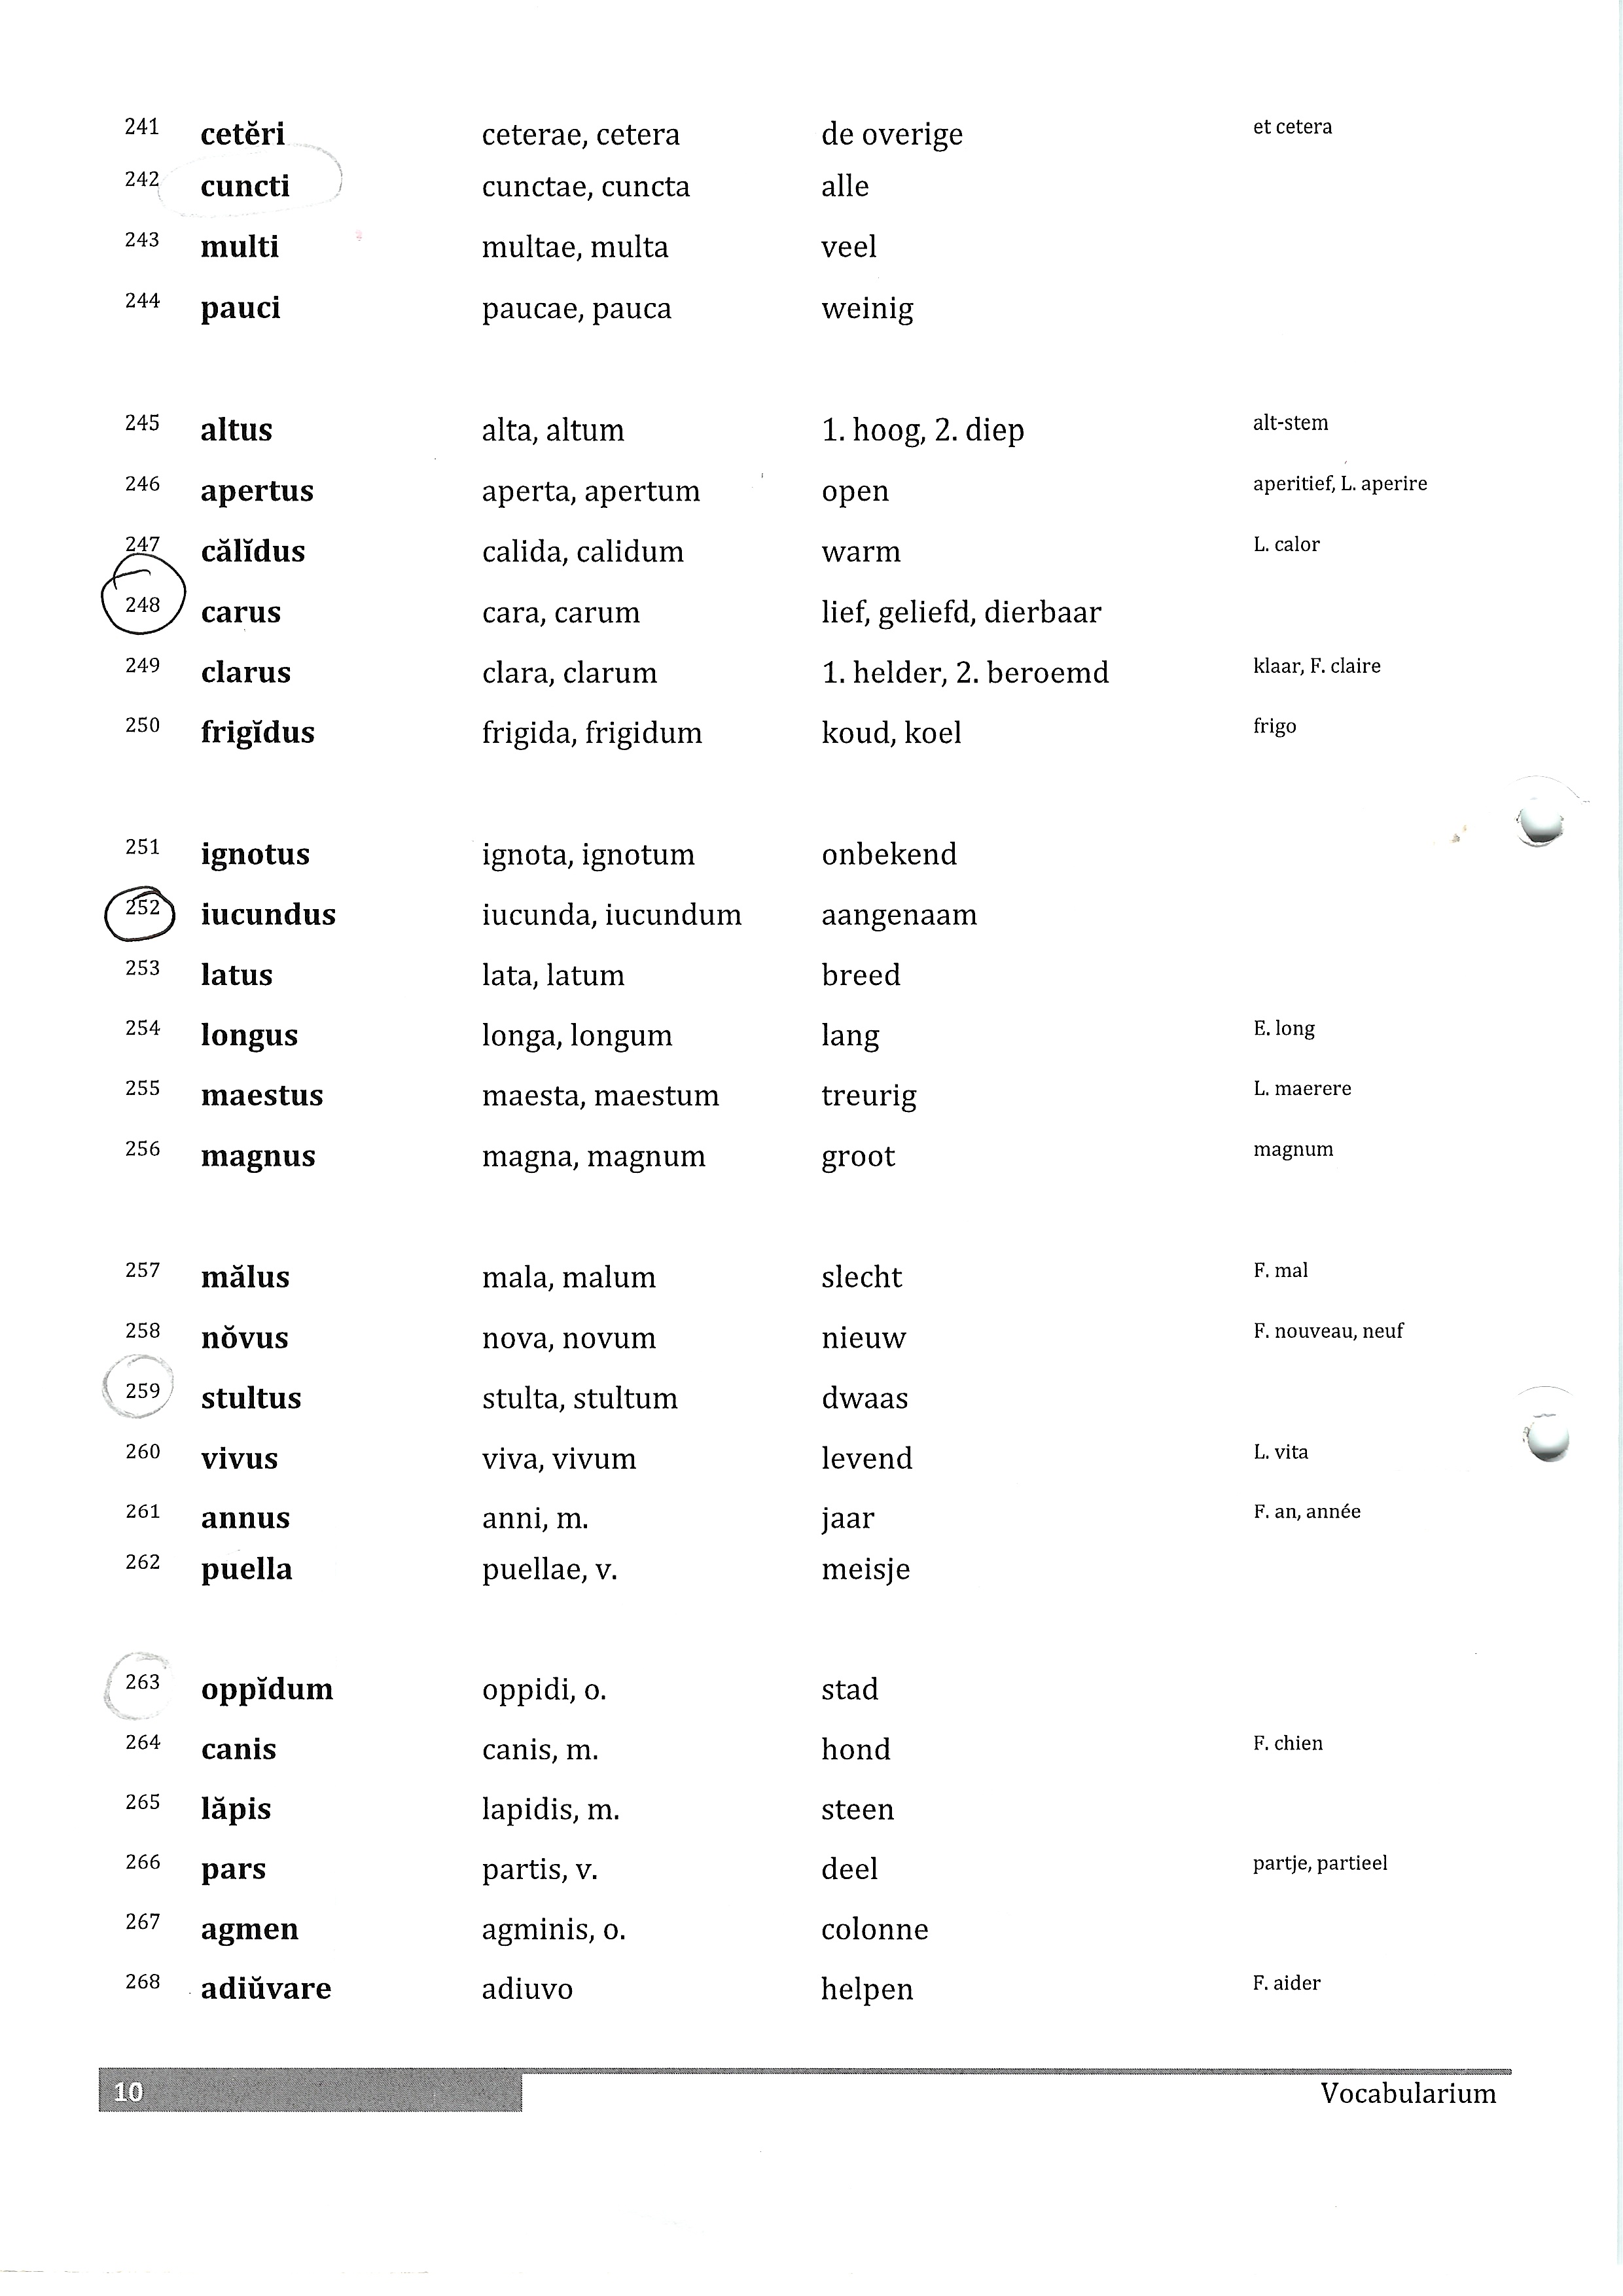 241 cetĕri ceterae, cetera de overige et cetera
242 cuncti cunctae, cuncta alle
243 multi multae, multa veel
244 pauci paucae, pauca weinig
245 altus alta, altum 1. hoog, 2. diep alt-stem
246 apertus aperta, apertum open aperitief, L. aperire
247 călĭdus calida, calidum warm L. calor
248 carus cara, carum lief, geliefd, dierbaar
249 clarus clara, clarum 1. helder, 2. beroemd klaar, F. claire
250 frigĭdus frigida, frigidum koud, koel frigo
251 ignotus ignota, ignotum onbekend
252 iucundus iucunda, iucundum aangenaam
253 latus lata, latum breed
254 longus longa, longum lang E. long
255 maestus maesta, maestum treurig L. maerere
256 magnus magna, magnum groot magnum
257 mălus mala, malum slecht F. mal
258 nŏvus nova, novum nieuw F. nouveau, neuf
259 stultus stulta, stultum dwaas
260 vivus viva, vivum levend L. vita
261 annus anni, m. jaar F. an, année
262 puella puellae, v. meisje
263 oppĭdum oppidi, o. stad
264 canis canis, m. hond F. chien
265 lăpis lapidis, m. steen
266 pars partis, v. deel partje, partieel
267 agmen agminis, o. colonne
268 adiŭvare adiuvo helpen F. aider
10 Vocabularium